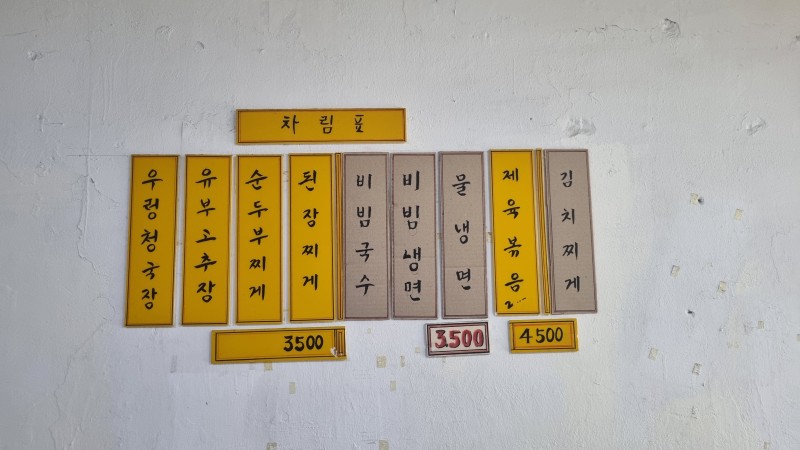 차림표
우렁청국장
유부고추장
순두부찌게
된장찌게
비빔국수
비빔냉면
물냉면
제육볶음
김치찌게
3500
3.500
4500